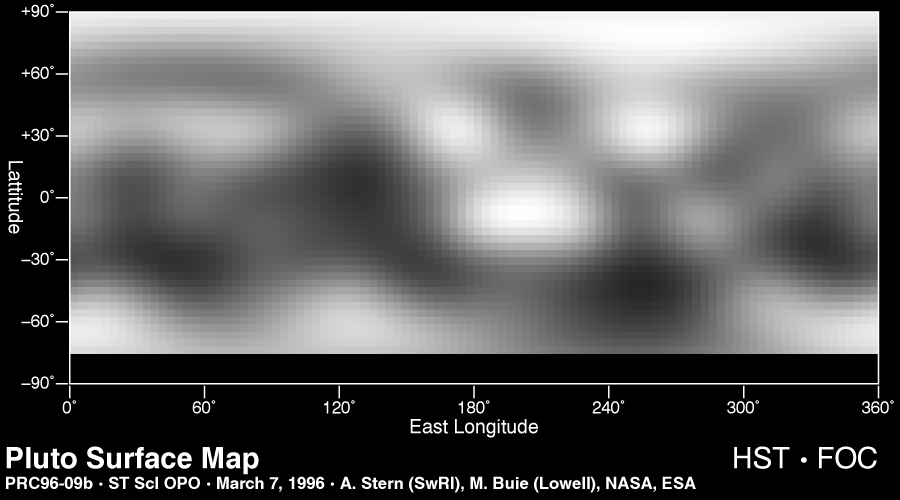 +90°
+60°
+30°
Lattitude
0°
−30°
−60°
−90°
0° 60° 120° 180° 240° 300° 360°
East Longitude
Pluto Surface Map HST • FOC
PRC96-09b · ST ScI OPO · March 7, 1996 · A. Stern (SwRI), M. Buie (Lowell), NASA, ESA